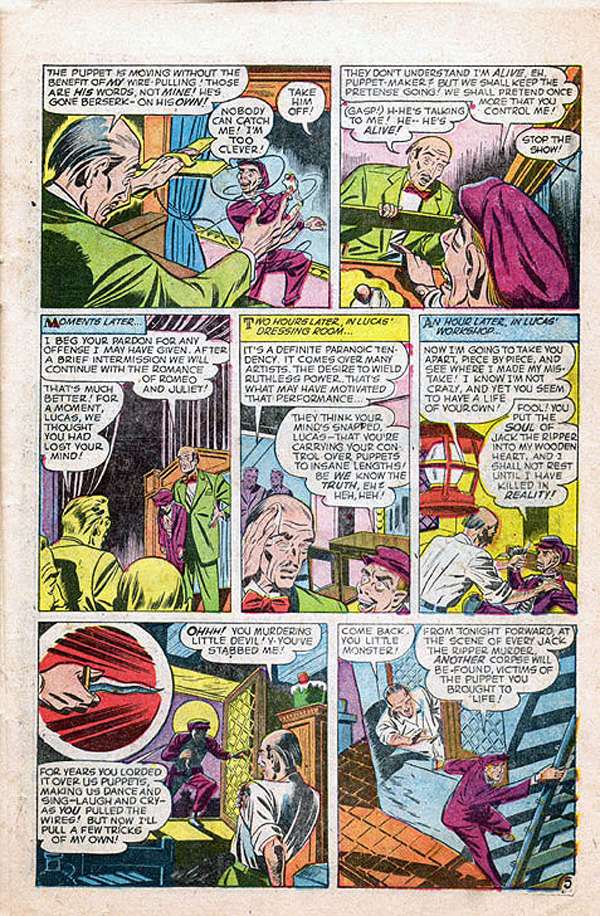 THE PUPPET IS MOVING WITHOUT THE
BENEFIT OF MY WIRE-PULLING! THOSE
ARE HIS WORDS, NOT MINE! HE'S
GONE BERSERK-ON HIS OWN!
NOBODY
CAN CATCH
ME! I'M
TOO
CLEVER!
TAKE
HIM
OFF!
THEY DON'T UNDERSTAND I'M ALIVE, EH,
PUPPET-MAKER? BUT WE SHALL KEEP THE
PRETENSE GOING! WE SHALL PRETEND ONCE
MORE THAT YOU
CONTROL ME!
(GASP!) H-HE'S TALKING
TO ME! HE--HE'S
ALIVE!
STOP THE
SHOW!
MOMENTS LATER...
I BEG YOUR PARDON FOR ANY
OFFENSE I MAY HAVE GIVEN. AFTER
A BRIEF INTERMISSION WE WILL
CONTINUE WITH THE ROMANCE
OF ROMEO
AND JULIET!
THAT'S MUCH
BETTER! FOR
A MOMENT,
LUCAS, WE
THOUGHT
YOU HAD
LOST YOUR
MIND!
TWO HOURS LATER, IN LUCAS'
DRESSING ROOM...
IT'S A DEFINITE PARANOIC TEN-
DENCY. IT COMES OVER MANY
ARTISTS. THE DESIRE TO WIELD
RUTHLESS POWER. THAT'S
WHAT MAY HAVE MOTIVATED
THAT PERFORMANCE...
THEY THINK YOUR
MIND'S SNAPPED,
LUCAS-THAT YOU'RE
CARRYING YOUR CON-
TROL OVER PUPPETS
TO INSANE LENGTHS!
BUT WE KNOW THE
TRUTH, EH?
HEH, HEH!
AN HOUR LATER, IN LUCAS'
WORKSHOP...
NOW I'M GOING TO TAKE YOU
APART, PIECE BY PIECE, AND
SEE WHERE I MADE MY MIS-
TAKE! I KNOW I'M NOT
CRAZY, AND YET YOU SEEM
TO HAVE A LIFE
OF YOUR OWN!
FOOL! YOU
PUT THE
SOUL OF
JACK THE RIPPER
INTO MY WOODEN
HEART, AND I
SHALL NOT REST
UNTIL I HAVE
KILLED IN
REALITY!
OHHH! YOU MURDERING
LITTLE DEVIL! Y-YOU'VE
STABBED ME!
FOR YEARS YOU LORDED
IT OVER US PUPPETS,
MAKING US DANCE AND
SING-LAUGH AND CRY-
AS YOU PULLED THE
WIRES! BUT NOW I'LL
PULL A FEW TRICKS
OF MY OWN!
COME BACK,
YOU LITTLE
MONSTER!
FROM TONIGHT FORWARD, AT
THE SCENE OF EVERY JACK
THE RIPPER MURDER,
ANOTHER CORPSE WILL
BE-FOUND, VICTIMS OF
THE PUPPET YOU
BROUGHT TO
LIFE!
5